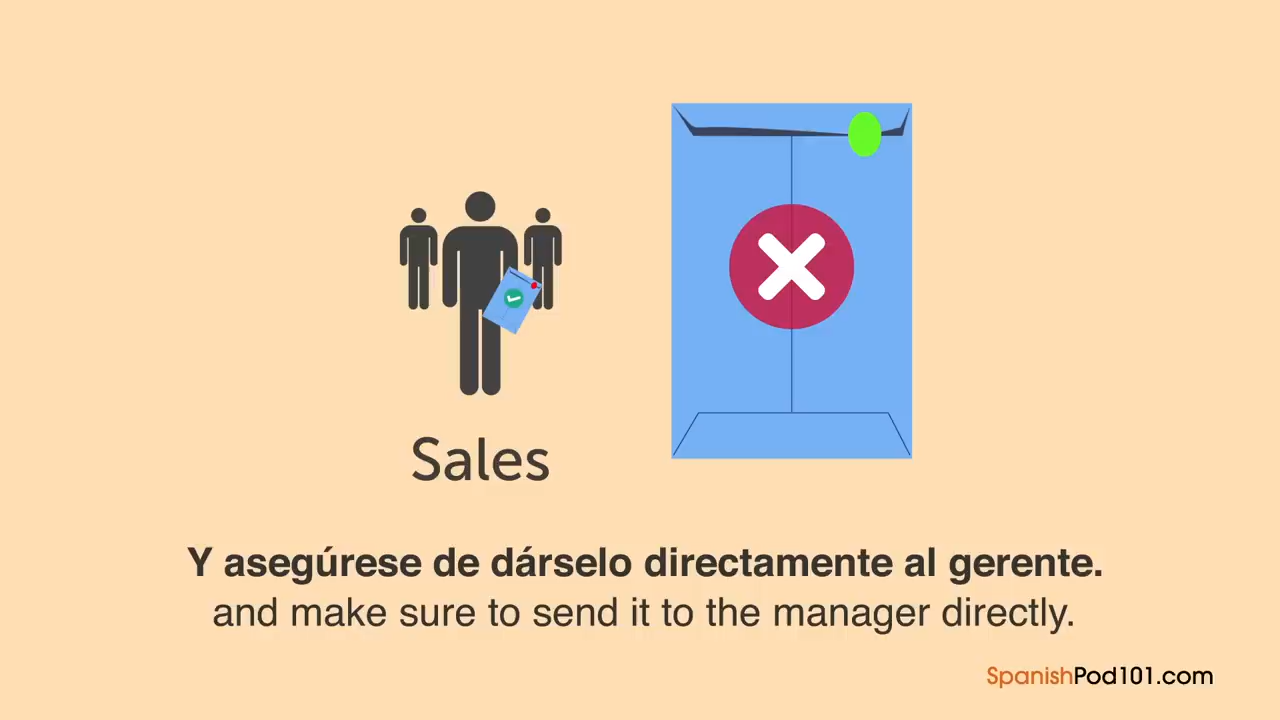 Sales
Y asegúrese de dárselo directamente al gerente.
and make sure to send it to the manager directly.
SpanishPod101.com